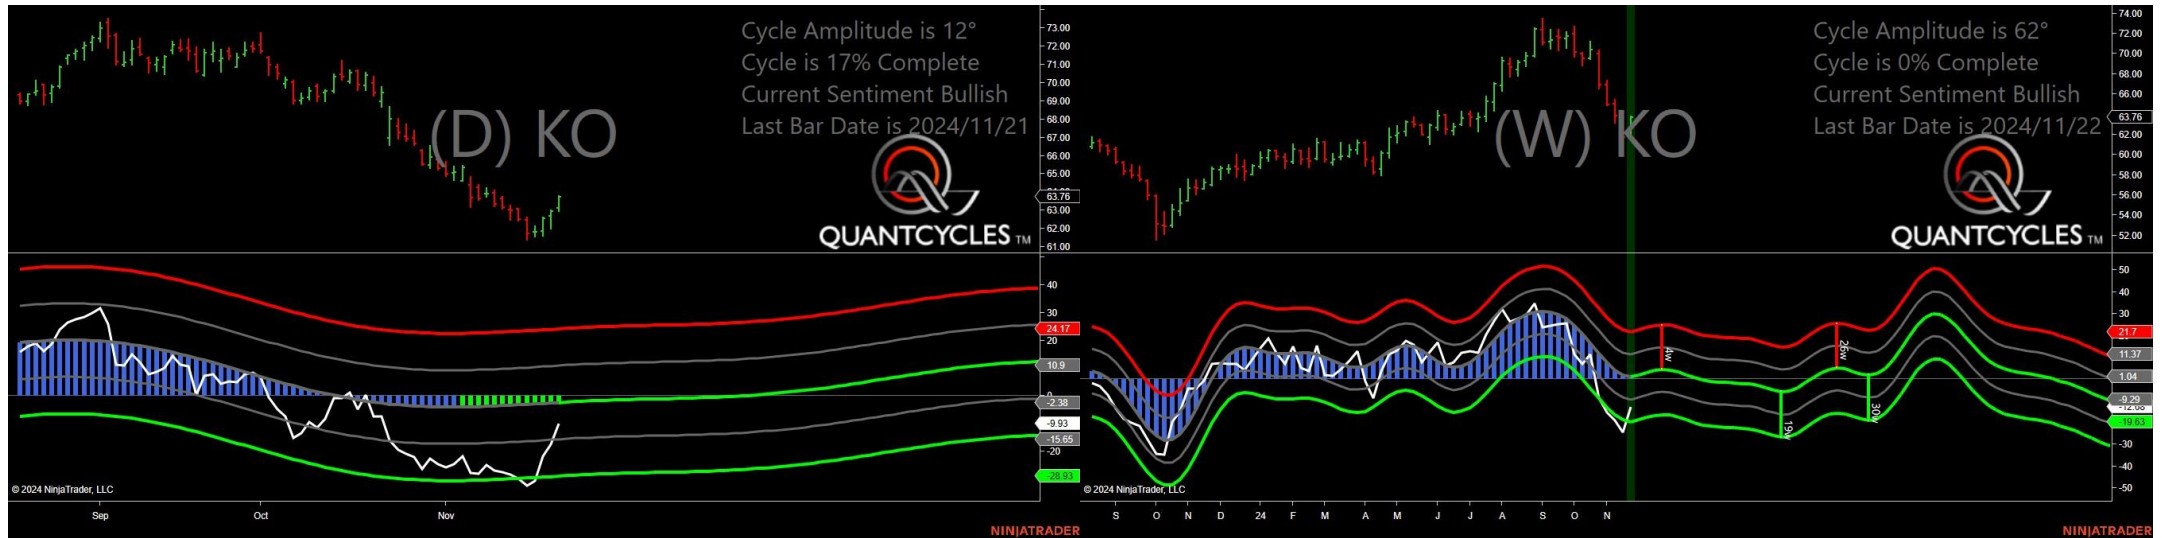 Cycle Amplitude is 12°
Cycle is 17% Complete
Current Sentiment Bullish
Last Bar Date is 2024/11/21
(D) KO
QUANTCYCLES TM
73.00
72.00
71.00
70.00
69.00
68.00
67.00
66.00
65.00
63.76
63.00
62.00
61.00
40
30
24.17
20
10.9
-2.38
-9.93
-15.65
-20
-28.93
© 2024 NinjaTrader, LLC
Sep Oct Nov
NINJATRADER
Cycle Amplitude is 62°
Cycle is 0% Complete
Current Sentiment Bullish
Last Bar Date is 2024/11/22
(W) KO
QUANTCYCLES TM
74.00
72.00
70.00
68.00
66.00
63.76
62.00
60.00
58.00
56.00
54.00
52.00
50
40
30
21.7
11.37
1.04
-9.29
-19.63
-30
-40
-50
4w
19w
26w
© 2024 NinjaTrader, LLC
S O N D 24 F M A M J J A S O N
NINJATRADER